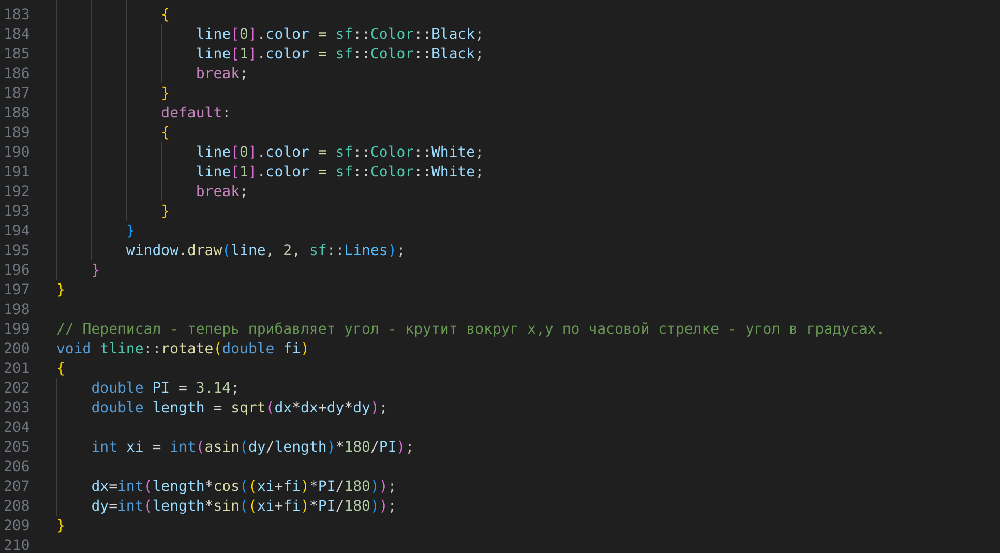 183 {
184 line[0].color = sf::Color::Black;
185 line[1].color = sf::Color::Black;
186 break;
187 }
188 default:
189 {
190 line[0].color = sf::Color::White;
191 line[1].color = sf::Color::White;
192 break;
193 }
194 }
195 window.draw(line, 2, sf::Lines);
196 }
197 }
198
199 // Переписал - теперь прибавляет угол - крутит вокруг x,y по часовой стрелке - угол в градусах.
200 void tline::rotate(double fi)
201 {
202 double PI = 3.14;
203 double length = sqrt(dx*dx+dy*dy);
204
205 int xi = int(asin(dy/length)*180/PI);
206
207 dx=int(length*cos((xi+fi)*PI/180));
208 dy=int(length*sin((xi+fi)*PI/180));
209 }
210